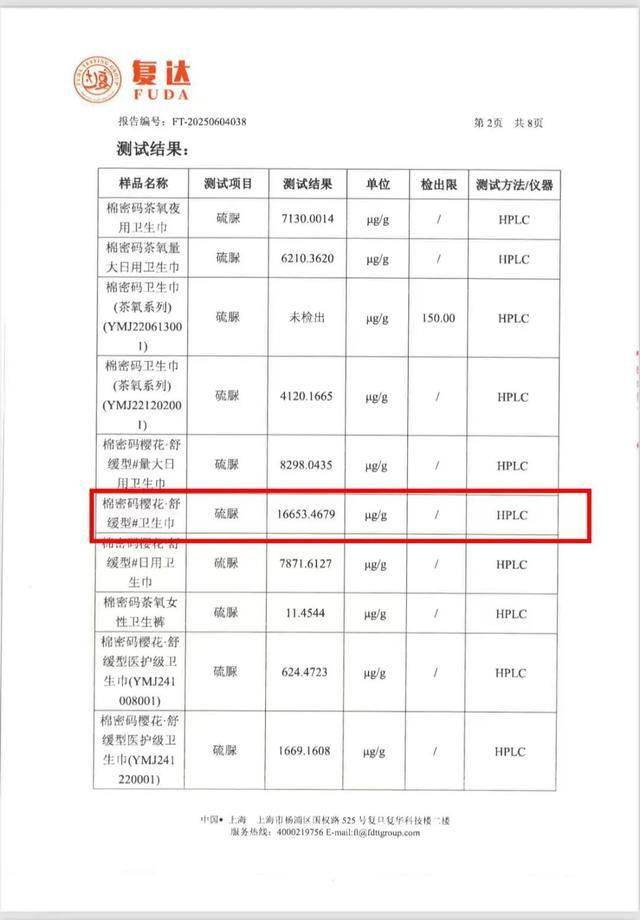 复达
FUDA
报告编号: FT-20250604038
第 2页 共 8页
测试结果:
样品名称 测试项目 测试结果 单位 检出限 测试方法/仪器
棉密码茶氧夜
用卫生巾
硫脲 7130.0014 μg/g / HPLC
棉密码茶氧量
大日用卫生巾
硫脲 6210.3620 μg/g / HPLC
棉密码卫生巾
(茶氧系列)
(YMJ22061300
1)
硫脲 未检出 μg/g 150.00 HPLC
棉密码卫生巾
(茶氧系列)
(YMJ22120200
1)
硫脲 4120.1665 μg/g / HPLC
棉密码樱花·舒
缓型#量大日
用卫生巾
硫脲 8298.0435 μg/g / HPLC
棉密码樱花·舒
缓型#卫生巾
硫脲 16653.4679 μg/g / HPLC
棉密码樱花·舒
缓型#日用卫
生巾
硫脲 7871.6127 μg/g / HPLC
棉密码茶氧女
性卫生裤
硫脲 11.4544 μg/g / HPLC
棉密码樱花·舒
缓型医护级卫
生巾(YMJ241
008001)
硫脲 624.4723 μg/g / HPLC
棉密码樱花·舒
缓型医护级卫
生巾(YMJ241
220001)
硫脲 1669.1608 μg/g / HPLC
中国• 上海 上海市杨浦区国权路 525 号复旦复华科技楼二楼
服务热线: 4000219756 E-mail:ft@fdttgroup.com